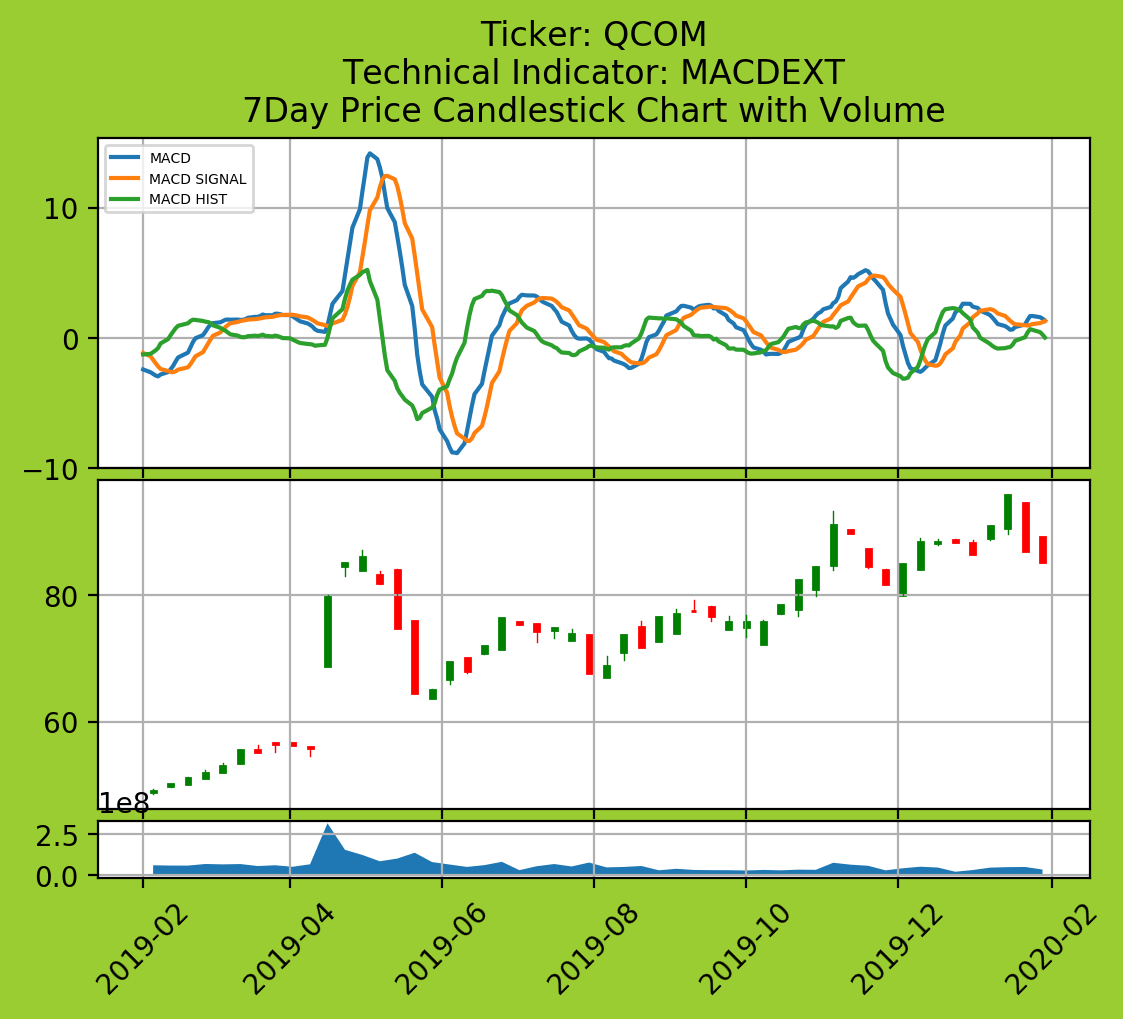 Ticker: QCOM
Technical Indicator: MACDEXT
7Day Price Candlestick Chart with Volume
MACD
MACD SIGNAL
MACD HIST
10
0
−10
80
60
1e8
2.5
0.0
2019-02
2019-04
2019-06
2019-08
2019-10
2019-12
2020-02